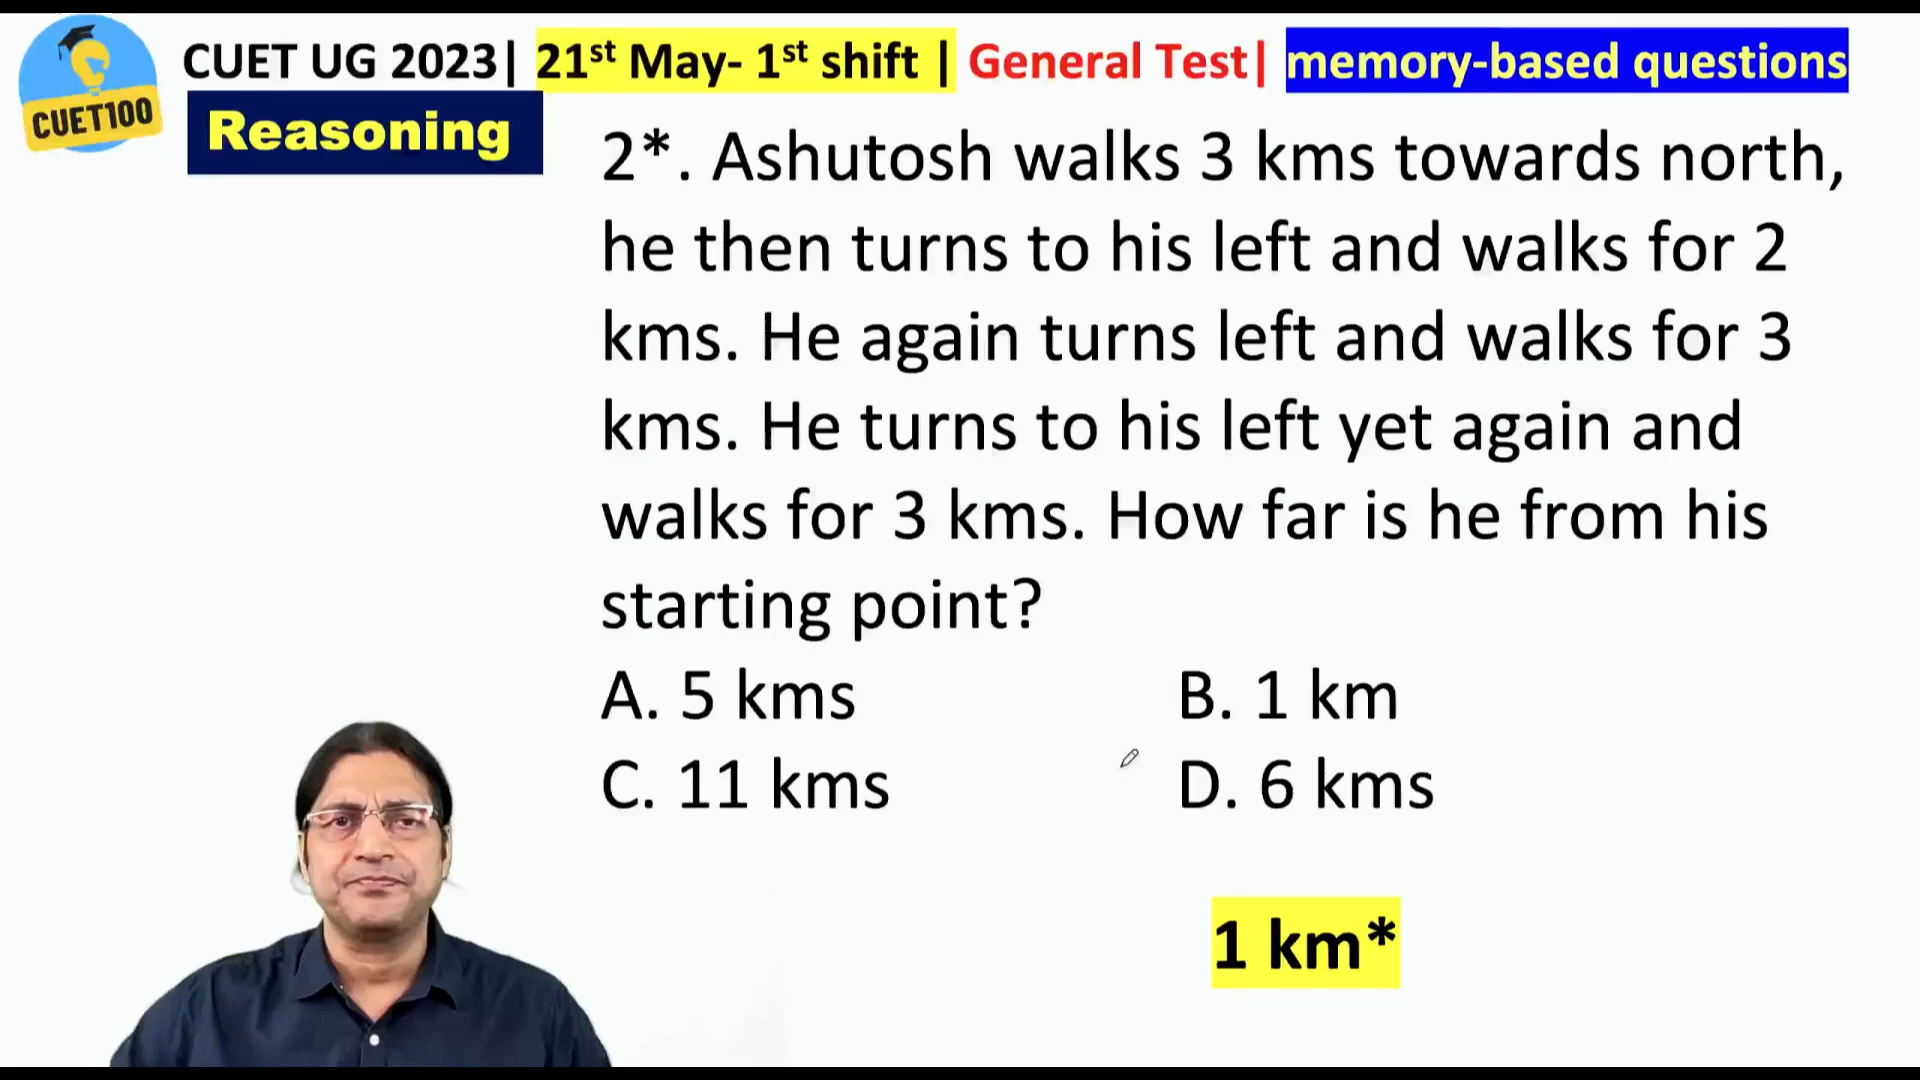 CUET100
CUET UG 2023| 21st May- 1st shift | General Test| memory-based questions
Reasoning
2*. Ashutosh walks 3 kms towards north,
he then turns to his left and walks for 2
kms. He again turns left and walks for 3
kms. He turns to his left yet again and
walks for 3 kms. How far is he from his
starting point?
A. 5 kms B. 1 km
C. 11 kms D. 6 kms
1 km*